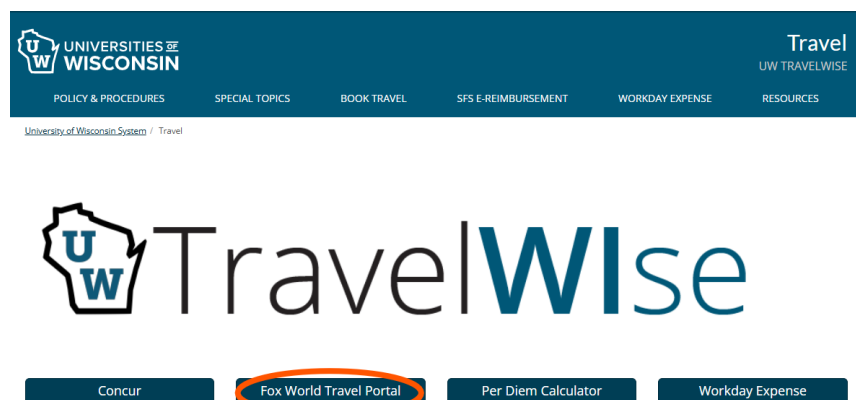 UW UNIVERSITIES OF WISCONSIN
Travel
UW TRAVELWISE
POLICY & PROCEDURES SPECIAL TOPICS BOOK TRAVEL SFS E-REIMBURSEMENT WORKDAY EXPENSE RESOURCES
University of Wisconsin System / Travel
UW TravelWIse
Concur Fox World Travel Portal Per Diem Calculator Workday Expense